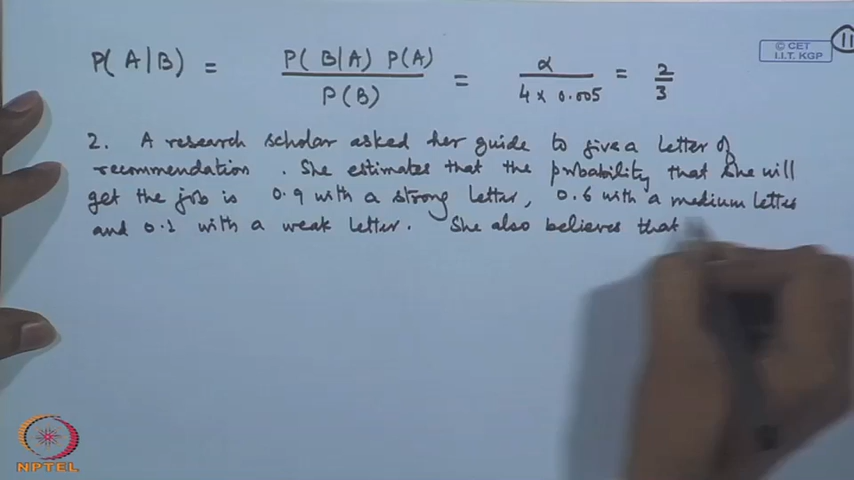 11
© CET
I.I.T. KGP
P( A | B ) = P( B | A ) P( A ) / P( B ) = α / 4 × 0.005 = 2 / 3
2. A research scholar asked her guide to give a letter of
recommendation . She estimates that the probability that she will
get the job is 0.9 with a strong letter, 0.6 with a medium letter
and 0.1 with a weak letter. She also believes that
NPTEL